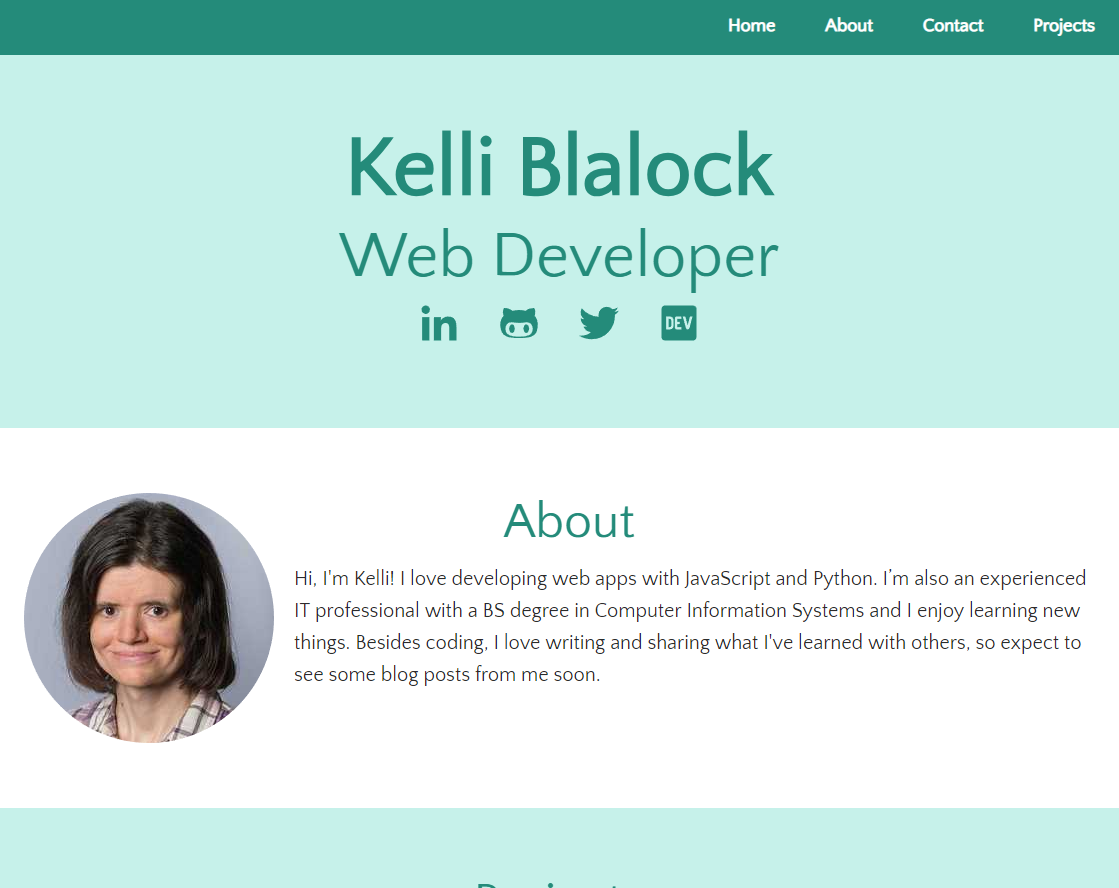 Home About Contact Projects
Kelli Blalock
Web Developer
in DEV
About
Hi, I'm Kelli! I love developing web apps with JavaScript and Python. I’m also an experienced
IT professional with a BS degree in Computer Information Systems and I enjoy learning new
things. Besides coding, I love writing and sharing what I've learned with others, so expect to
see some blog posts from me soon.